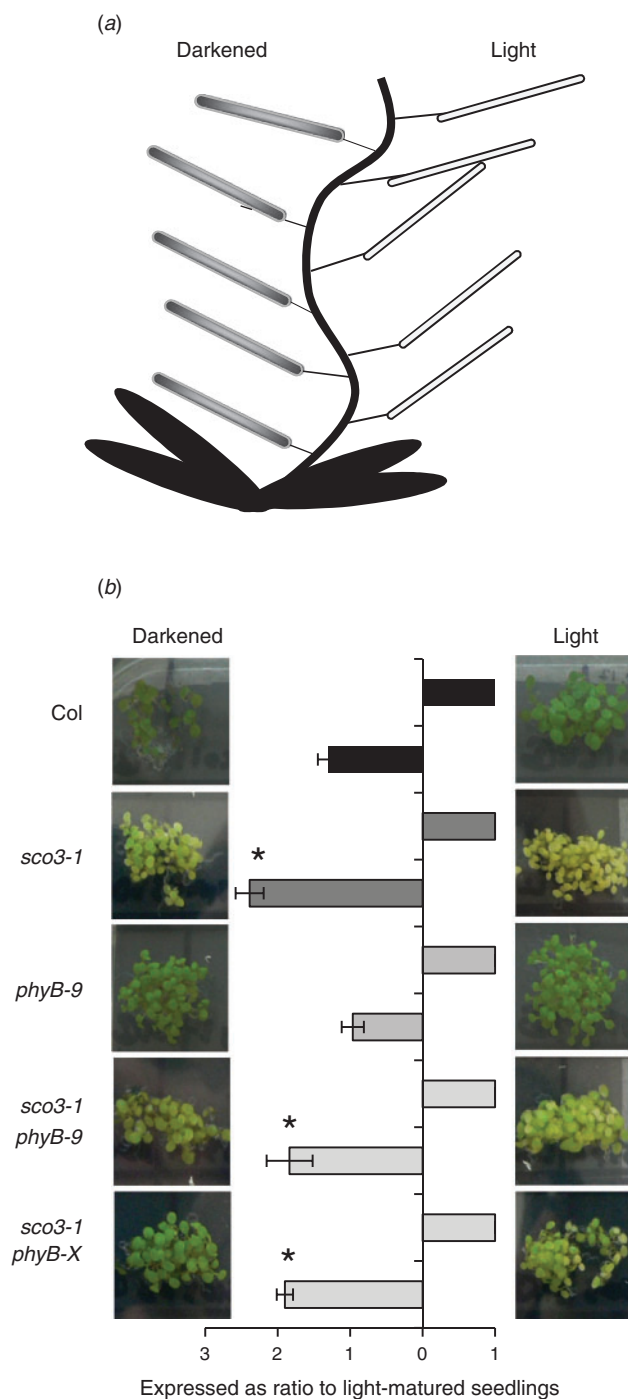 (a)
Darkened Light
(b)
Darkened Light
Col
sco3-1
*
phyB-9
sco3-1
phyB-9
*
sco3-1
phyB-X
*
3 2 1 0 1
Expressed as ratio to light-matured seedlings